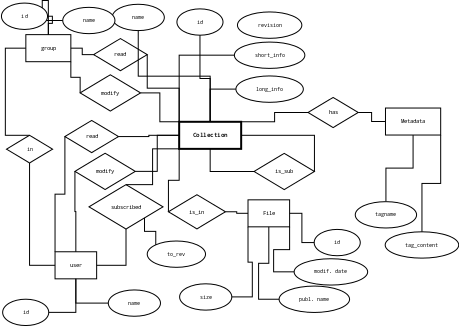 id
name
name
id
revision
group
read
short_info
modify
long_info
has
Metadata
read
Collection
in
modify
is_sub
subscribed
is_in
File
tagname
tag_content
to_rev
id
user
modif. date
id
name
size
publ. name